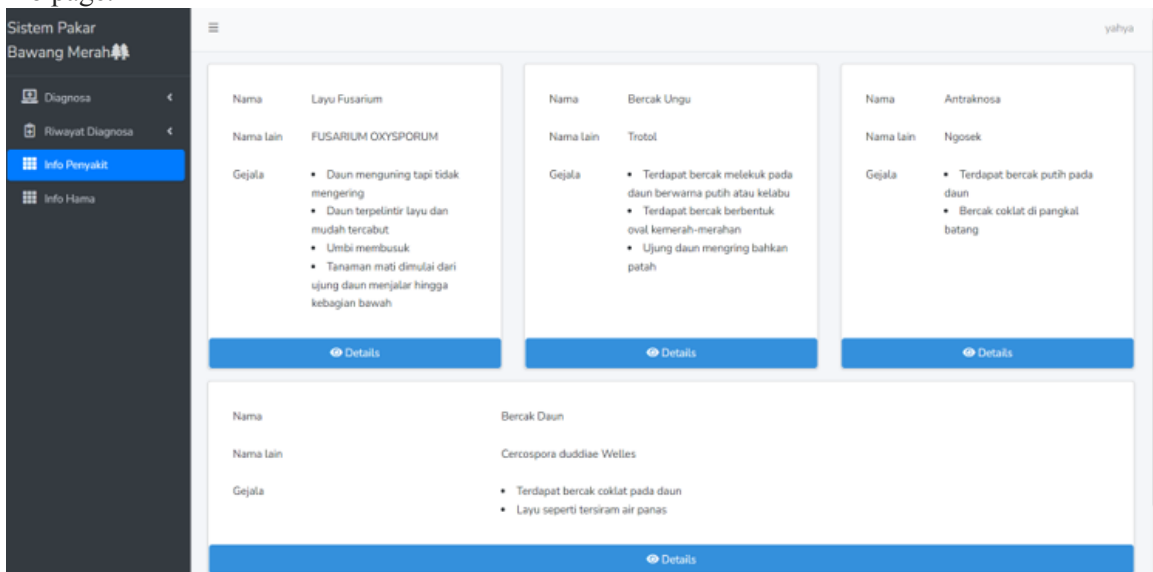 Sistem Pakar
Bawang Merah
yahya
Diagnosa
Riwayat Diagnosa
Info Penyakit
Info Hama
Nama Layu Fusarium
Nama lain FUSARIUM OXYSPORUM
Gejala
• Daun menguning tapi tidak
mengering
• Daun terpelintir layu dan
mudah tercabut
• Umbi membusuk
• Tanaman mati dimulai dari
ujung daun menjalar hingga
kebagian bawah
Details
Nama Bercak Ungu
Nama lain Trotol
Gejala
• Terdapat bercak melekuk pada
daun berwarna putih atau kelabu
• Terdapat bercak berbentuk
oval kemerah-merahan
• Ujung daun mengring bahkan
patah
Details
Nama Antraknosa
Nama lain Ngosek
Gejala
• Terdapat bercak putih pada
daun
• Bercak coklat di pangkal
batang
Details
Nama Bercak Daun
Nama lain Cercospora duddiae Welles
Gejala
• Terdapat bercak coklat pada daun
• Layu seperti tersiram air panas
Details